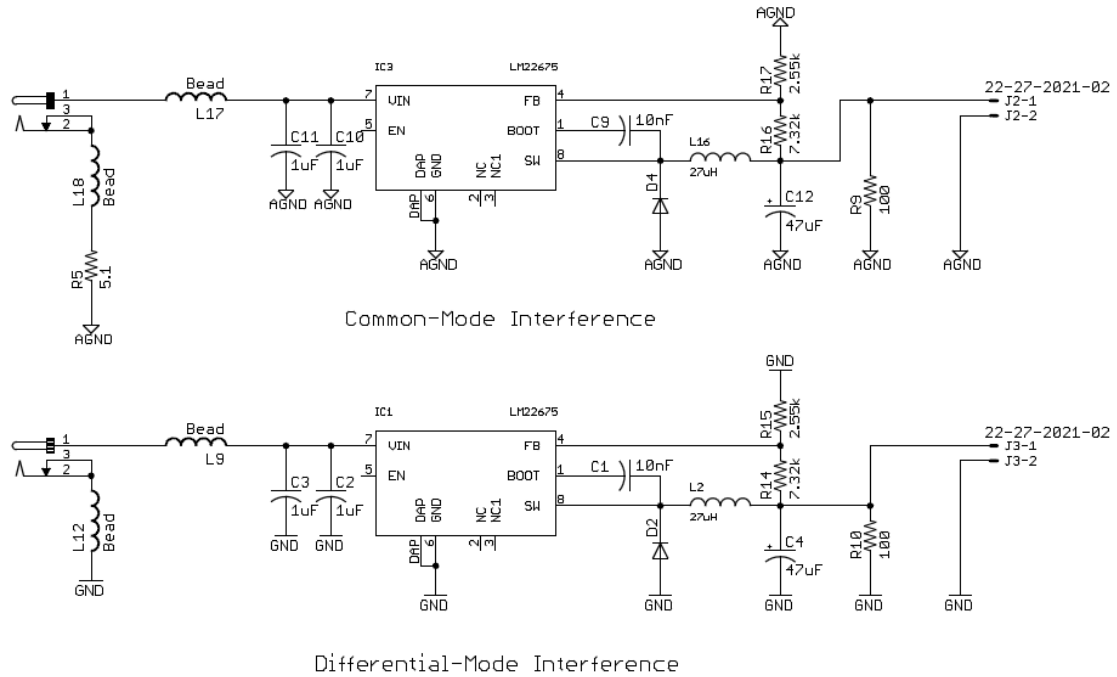 AGND
R17
2.55k
IC3 LM22675
Bead
L17
22-27-2021-02
1
3
2
7 VIN
FB 4
J2-1
J2-2
5 EN
BOOT 1
C9 10nF
R16
7.32k
L16
27uH
C11
1uF
C10
1uF
SW 8
DAP
GND
NC
NC1
DAP 6 2 3
L18
Bead
D4
C12
+
47uF
R9
100
AGND AGND
AGND
AGND
AGND
AGND
AGND
R5
5.1
AGND
Common-Mode Interference
GND
R15
2.55k
IC1 LM22675
Bead
L9
22-27-2021-02
1
3
2
7 VIN
FB 4
J3-1
J3-2
5 EN
BOOT 1
C1 10nF
R14
7.32k
L2
27uH
C3
1uF
C2
1uF
SW 8
DAP
GND
NC
NC1
DAP 6 2 3
L12
Bead
D2
C4
+
47uF
R10
100
GND GND
GND
GND
GND
GND
GND
GND
Differential-Mode Interference